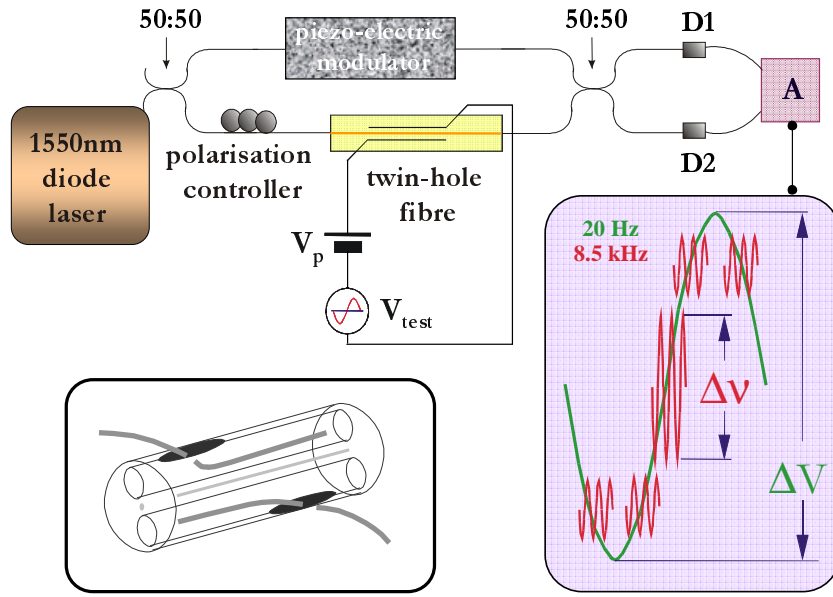 50:50
50:50
D1
piezo-electric
modulator
A
1550nm
diode
laser
polarisation
controller
twin-hole
fibre
D2
20 Hz
8.5 kHz
Vp
Vtest
Δν
ΔV